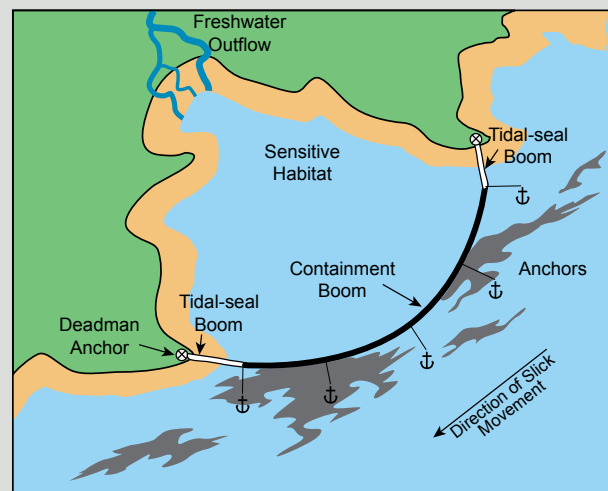 Freshwater
Outflow
Sensitive
Habitat
Tidal-seal
Boom
Containment
Boom
Anchors
Tidal-seal
Boom
Deadman
Anchor
Direction of Slick
Movement